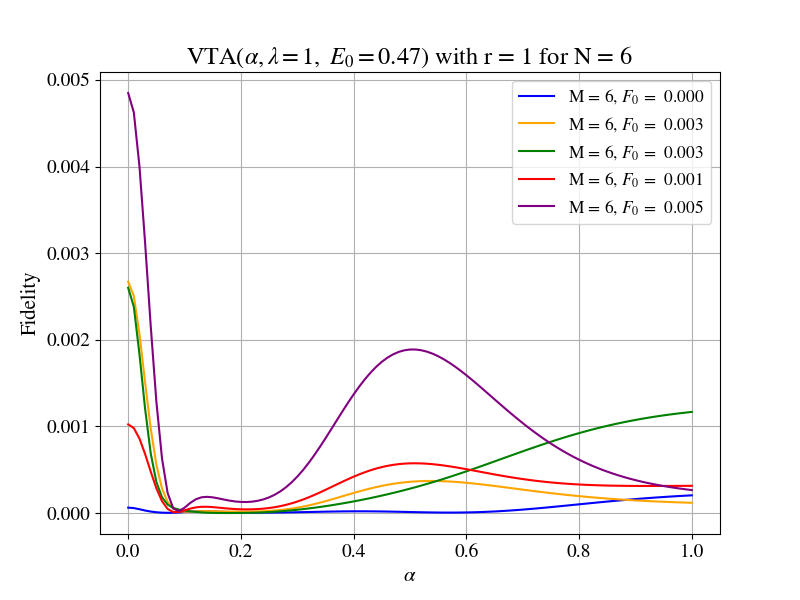 VTA(α, λ = 1, E₀ = 0.47) with r = 1 for N = 6
0.005
0.004
0.003
0.002
0.001
0.000
Fidelity
M = 6, F₀ = 0.000
M = 6, F₀ = 0.003
M = 6, F₀ = 0.003
M = 6, F₀ = 0.001
M = 6, F₀ = 0.005
0.0 0.2 0.4 0.6 0.8 1.0
α